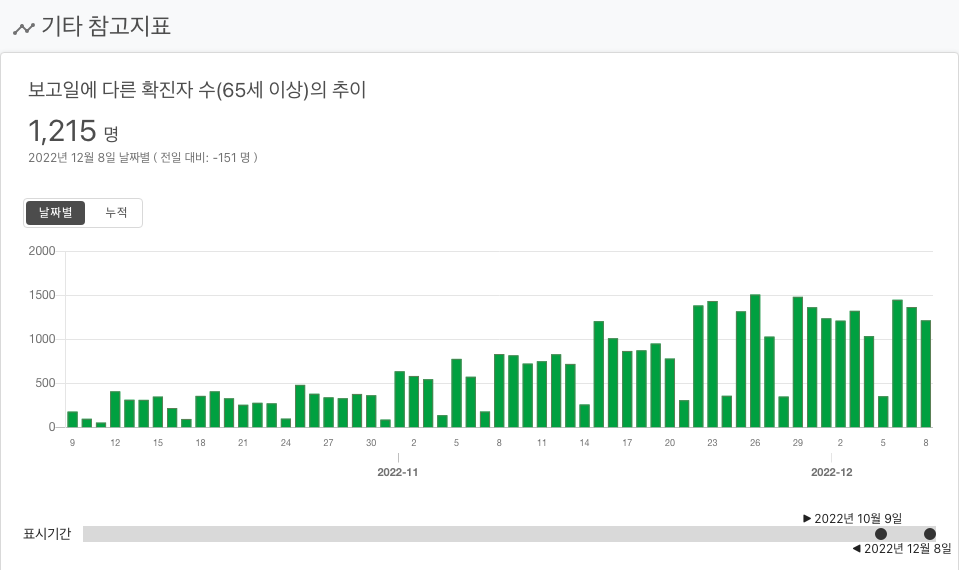 기타 참고지표
보고일에 다른 확진자 수(65세 이상)의 추이
1,215 명
2022년 12월 8일 날짜별 ( 전일 대비: -151 명 )
날짜별 누적
2000
1500
1000
500
0
9 12 15 18 21 24 27 30 2 5 8 11 14 17 20 23 26 29 2 5 8
2022-11 2022-12
▶ 2022년 10월 9일
표시기간
◀ 2022년 12월 8일